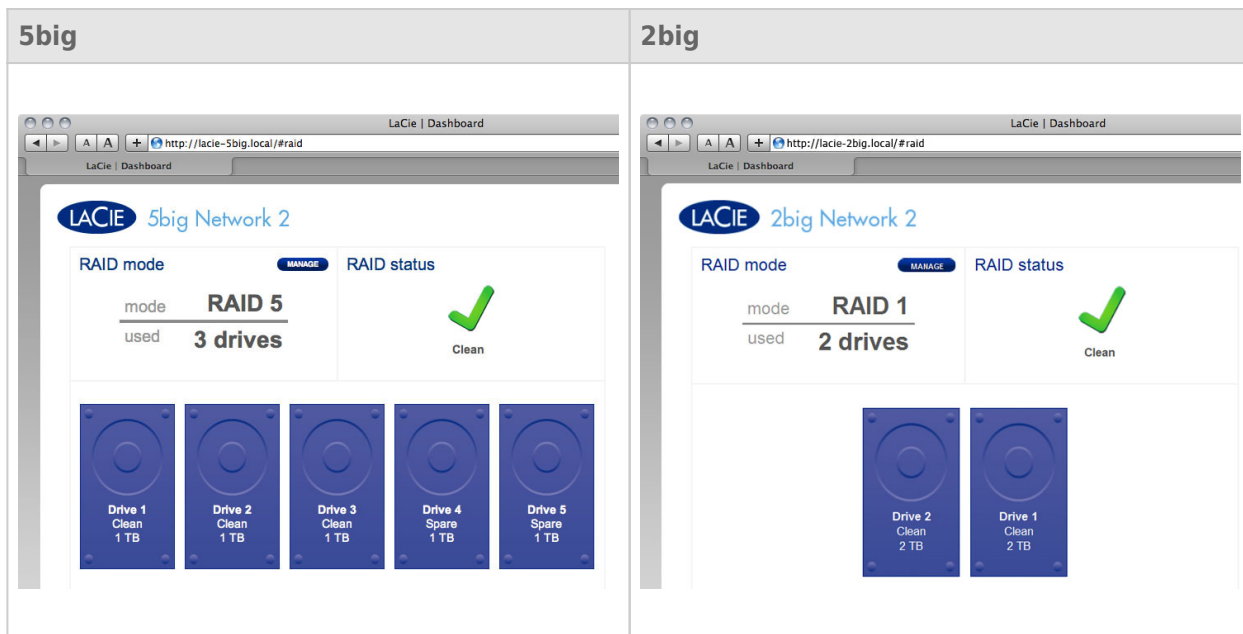 5big
2big
LaCie | Dashboard
A A + http://lacie-5big.local/#raid
LaCie | Dashboard
LACIE 5big Network 2
RAID mode MANAGE RAID status
mode RAID 5
used 3 drives
Clean
Drive 1 Drive 2 Drive 3 Drive 4 Drive 5
Clean Clean Clean Spare Spare
1 TB 1 TB 1 TB 1 TB 1 TB
LaCie | Dashboard
A A + http://lacie-2big.local/#raid
LaCie | Dashboard
LACIE 2big Network 2
RAID mode MANAGE RAID status
mode RAID 1
used 2 drives
Clean
Drive 2 Drive 1
Clean Clean
2 TB 2 TB